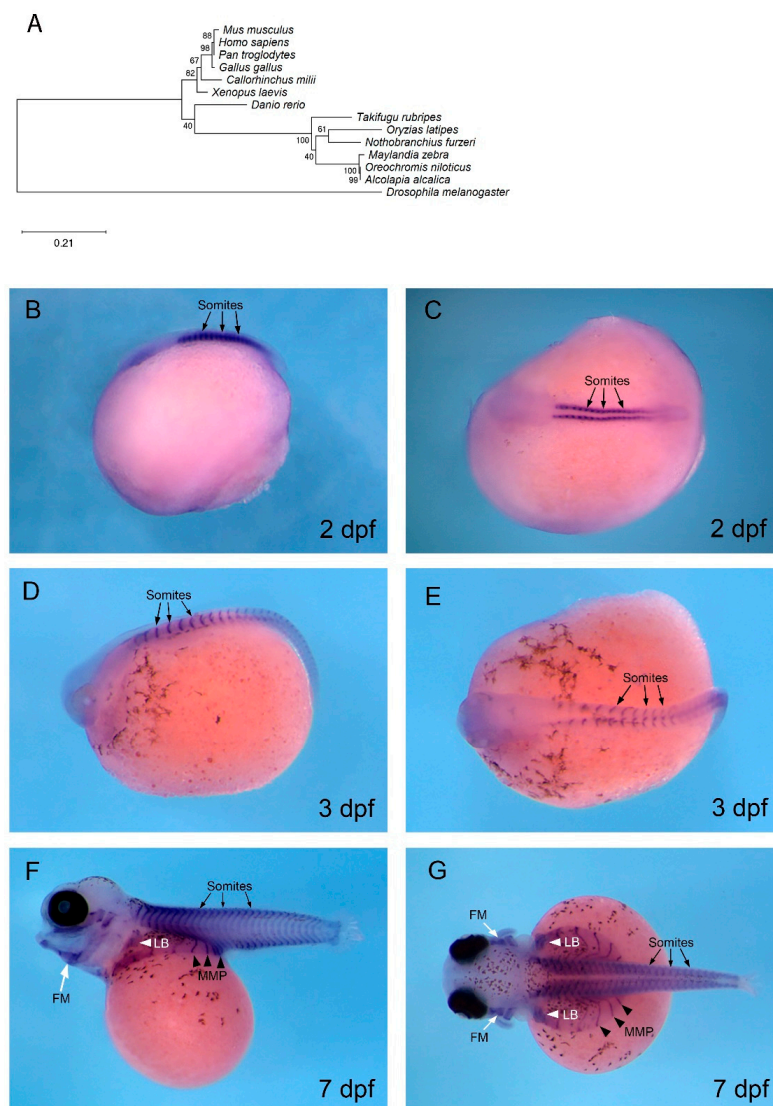 A
Mus musculus
88
Homo sapiens
98
Pan troglodytes
67
Gallus gallus
82
Callorhinchus milii
Xenopus laevis
Danio rerio
40
Takifugu rubripes
61
Oryzias latipes
100
Nothobranchius furzeri
40
Maylandia zebra
100
Oreochromis niloticus
99
Alcolapia alcalica
Drosophila melanogaster
0.21
B
Somites
2 dpf
C
Somites
2 dpf
D
Somites
3 dpf
E
Somites
3 dpf
F
Somites
LB
MMP
FM
7 dpf
G
FM
LB
Somites
LB
MMP
FM
7 dpf